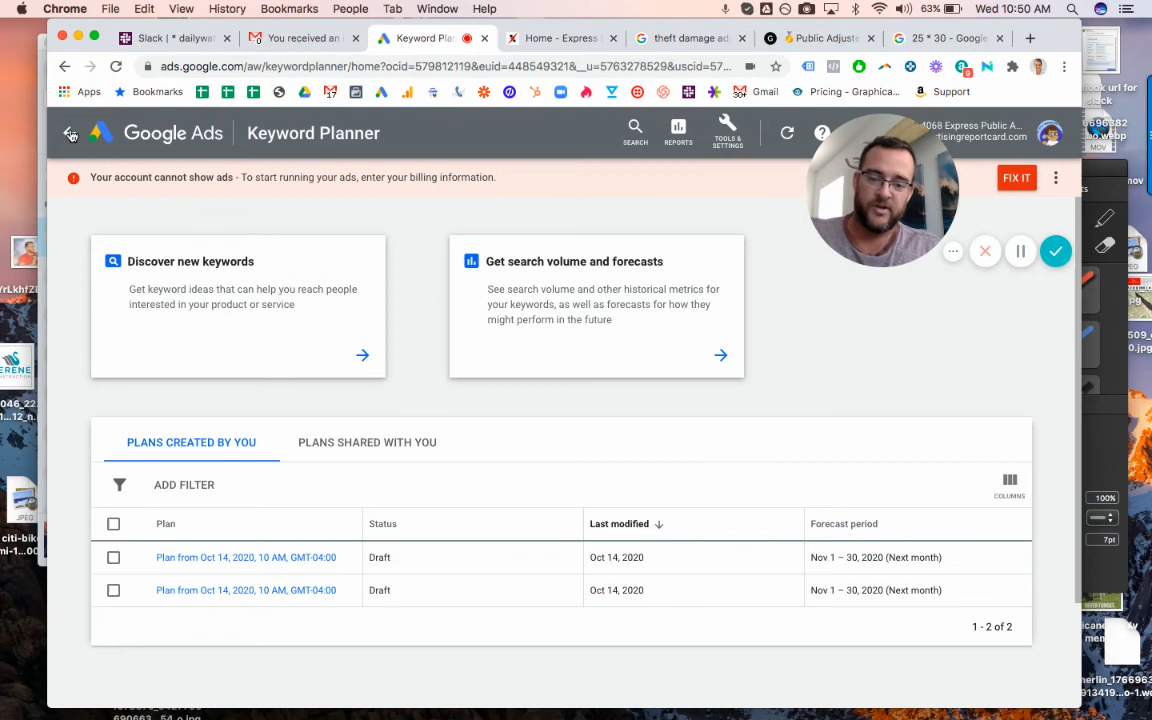 Chrome File Edit View History Bookmarks People Tab Window Help 63% Wed 10:50 AM
Slack | * dailywat
You received an
Keyword Pla
Home - Express
theft damage ad
Public Adjuste
25 * 30 - Google
ads.google.com/aw/keywordplanner/home?ocid=579812119&euid=448549321&__u=5763278529&uscid=57...
Apps Bookmarks Gmail Pricing - Graphica... Support
Google Ads Keyword Planner
SEARCH
REPORTS
TOOLS &
SETTINGS
4068 Express Public A...
rtisingreportcard.com
Your account cannot show ads - To start running your ads, enter your billing information.
FIX IT
Discover new keywords
Get keyword ideas that can help you reach people
interested in your product or service
Get search volume and forecasts
See search volume and other historical metrics for
your keywords, as well as forecasts for how they
might perform in the future
PLANS CREATED BY YOU PLANS SHARED WITH YOU
ADD FILTER
COLUMNS
Plan Status Last modified Forecast period
Plan from Oct 14, 2020, 10 AM, GMT-04:00 Draft Oct 14, 2020 Nov 1 – 30, 2020 (Next month)
Plan from Oct 14, 2020, 10 AM, GMT-04:00 Draft Oct 14, 2020 Nov 1 – 30, 2020 (Next month)
1 - 2 of 2
100%
7pt